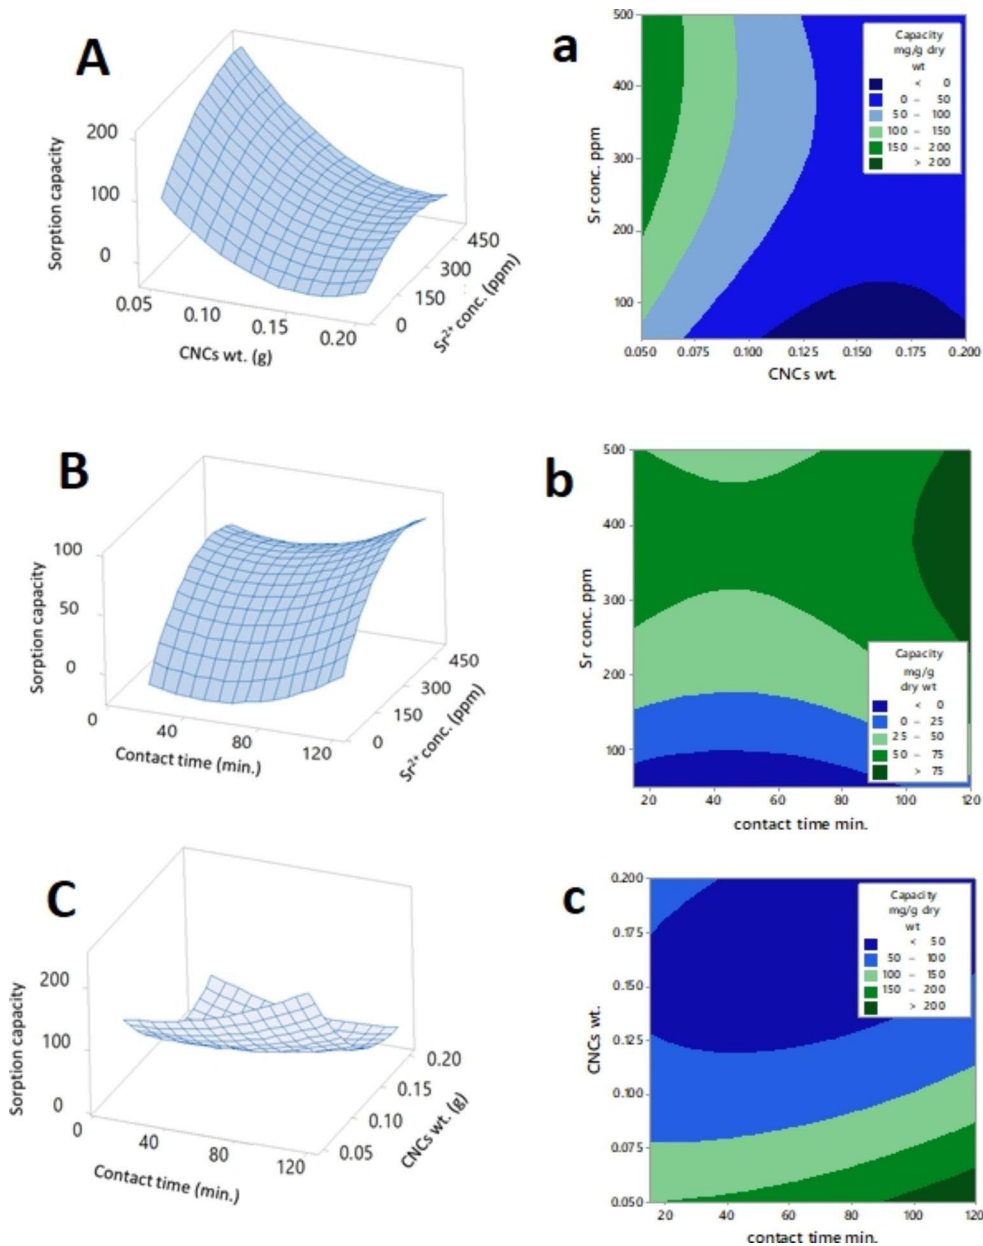 A
Sorption capacity
200
100
0
0.05
0.10
0.15
0.20
CNCs wt. (g)
0
150
300
450
Sr²⁺ conc. (ppm)
a
Sr conc. ppm
500
400
300
200
100
0.050 0.075 0.100 0.125 0.150 0.175 0.200
CNCs wt.
Capacity
mg/g dry
wt
< 0
0 – 50
50 – 100
100 – 150
150 – 200
> 200
B
Sorption capacity
100
50
0
0
40
80
120
Contact time (min.)
0
150
300
450
Sr²⁺ conc. (ppm)
b
Sr conc. ppm
500
400
300
200
100
20 40 60 80 100 120
contact time min.
Capacity
mg/g
dry wt
< 0
0 – 25
25 – 50
50 – 75
> 75
C
Sorption capacity
200
100
0
0
40
80
120
Contact time (min.)
0.05
0.10
0.15
0.20
CNCs wt. (g)
c
CNCs wt.
0.200
0.175
0.150
0.125
0.100
0.075
0.050
20 40 60 80 100 120
contact time min.
Capacity
mg/g dry
wt
< 50
50 – 100
100 – 150
150 – 200
> 200